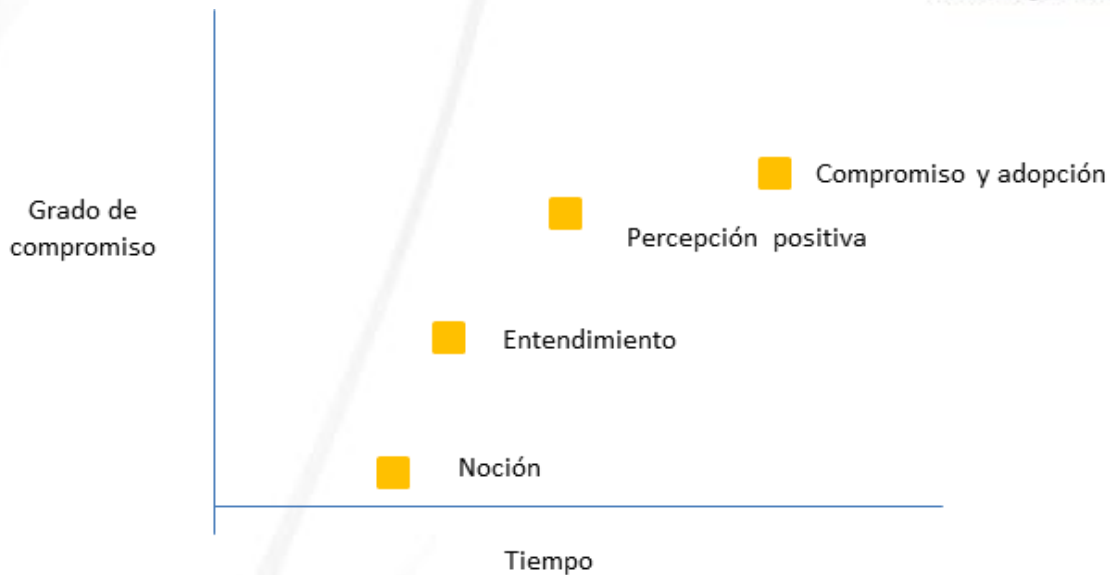 Compromiso y adopción
Grado de
compromiso
Percepción positiva
Entendimiento
Noción
Tiempo